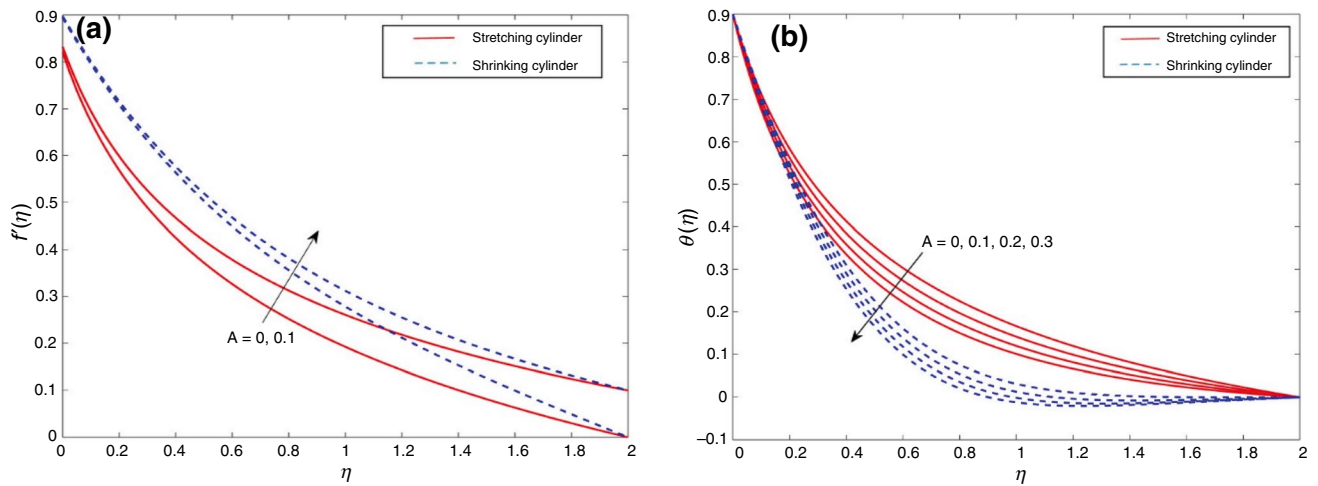 (a)
Stretching cylinder
Shrinking cylinder
0.9
0.8
0.7
0.6
0.5
0.4
0.3
0.2
0.1
0
f′(η)
A = 0, 0.1
0 0.2 0.4 0.6 0.8 1 1.2 1.4 1.6 1.8 2
η
(b)
Stretching cylinder
Shrinking cylinder
0.9
0.8
0.7
0.6
0.5
0.4
0.3
0.2
0.1
0
–0.1
θ(η)
A = 0, 0.1, 0.2, 0.3
0 0.2 0.4 0.6 0.8 1 1.2 1.4 1.6 1.8 2
η